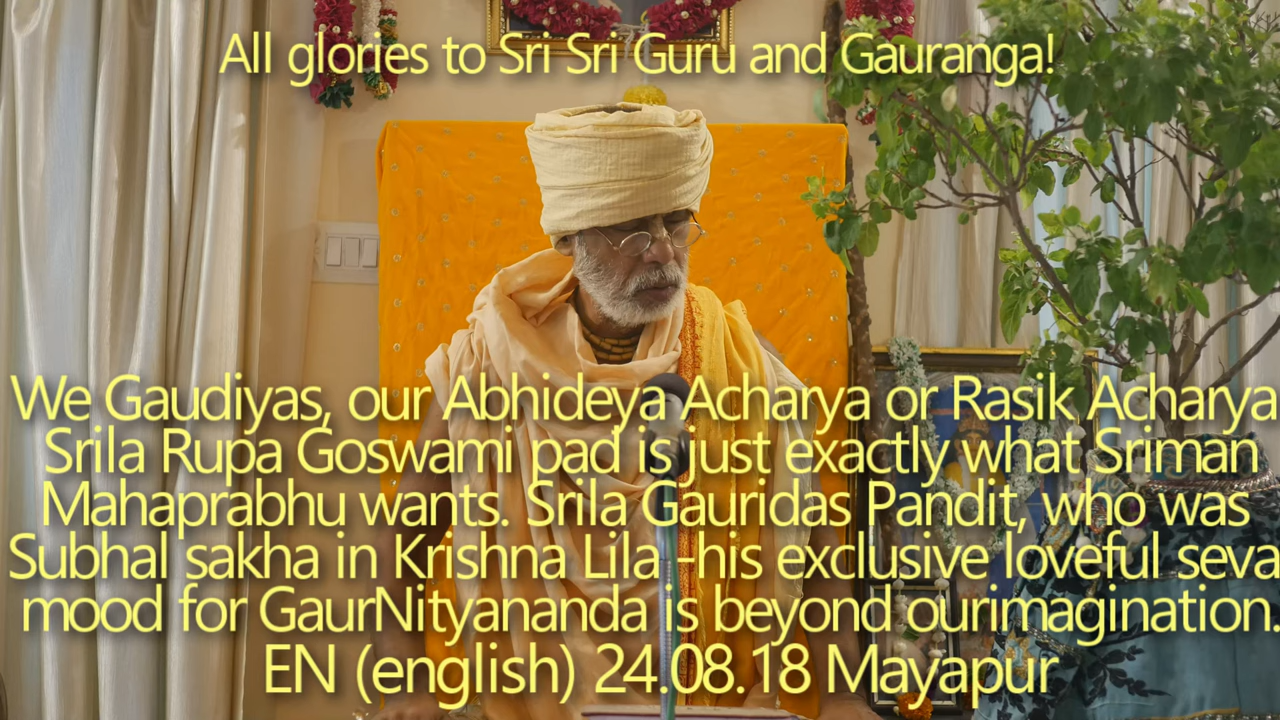 All glories to Sri Sri Guru and Gauranga!
We Gaudiyas, our Abhideya Acharya or Rasik Acharya
Srila Rupa Goswami pad is just exactly what Sriman
Mahaprabhu wants. Srila Gauridas Pandit, who was
Subhal sakha in Krishna Lila -his exclusive loveful seva
mood for GaurNityananda is beyond ourimagination.
EN (english) 24.08.18 Mayapur